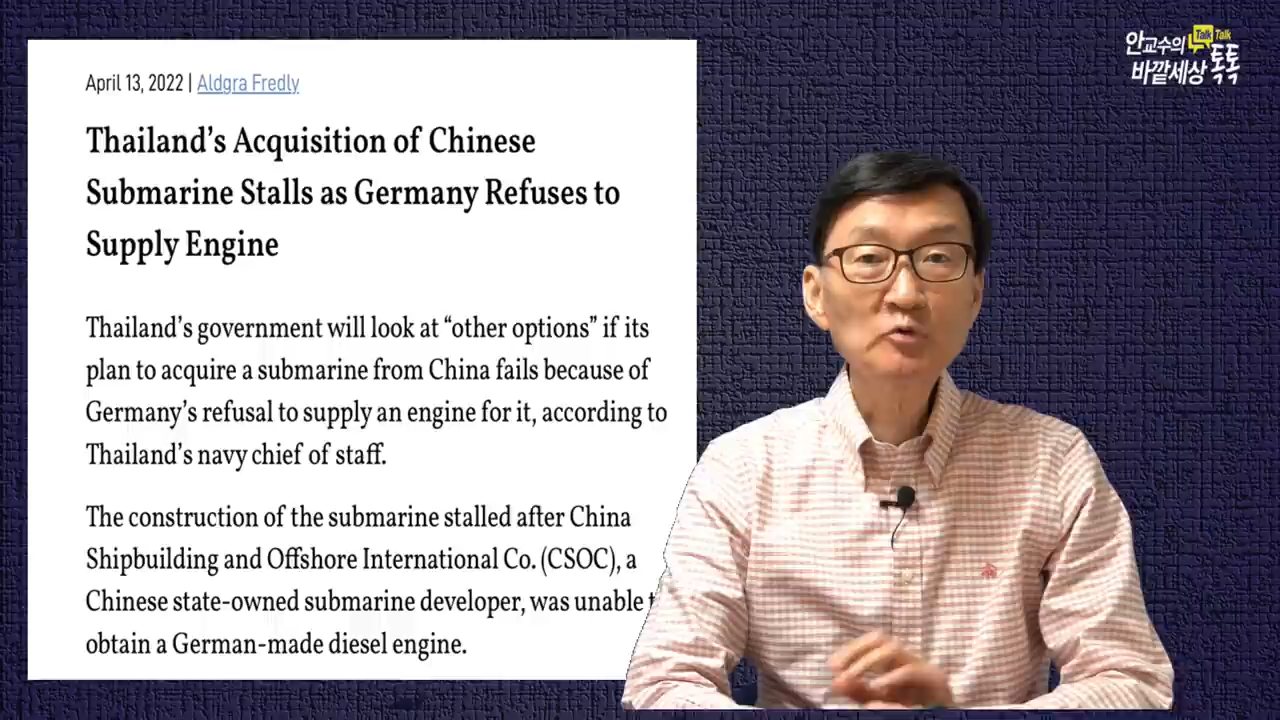 April 13, 2022 | Aldgra Fredly
Thailand's Acquisition of Chinese
Submarine Stalls as Germany Refuses to
Supply Engine
Thailand's government will look at “other options” if its
plan to acquire a submarine from China fails because of
Germany's refusal to supply an engine for it, according to
Thailand's navy chief of staff.
The construction of the submarine stalled after China
Shipbuilding and Offshore International Co. (CSOC), a
Chinese state-owned submarine developer, was unable
obtain a German-made diesel engine.
안교수의 Talk Talk
바깥세상 톡톡